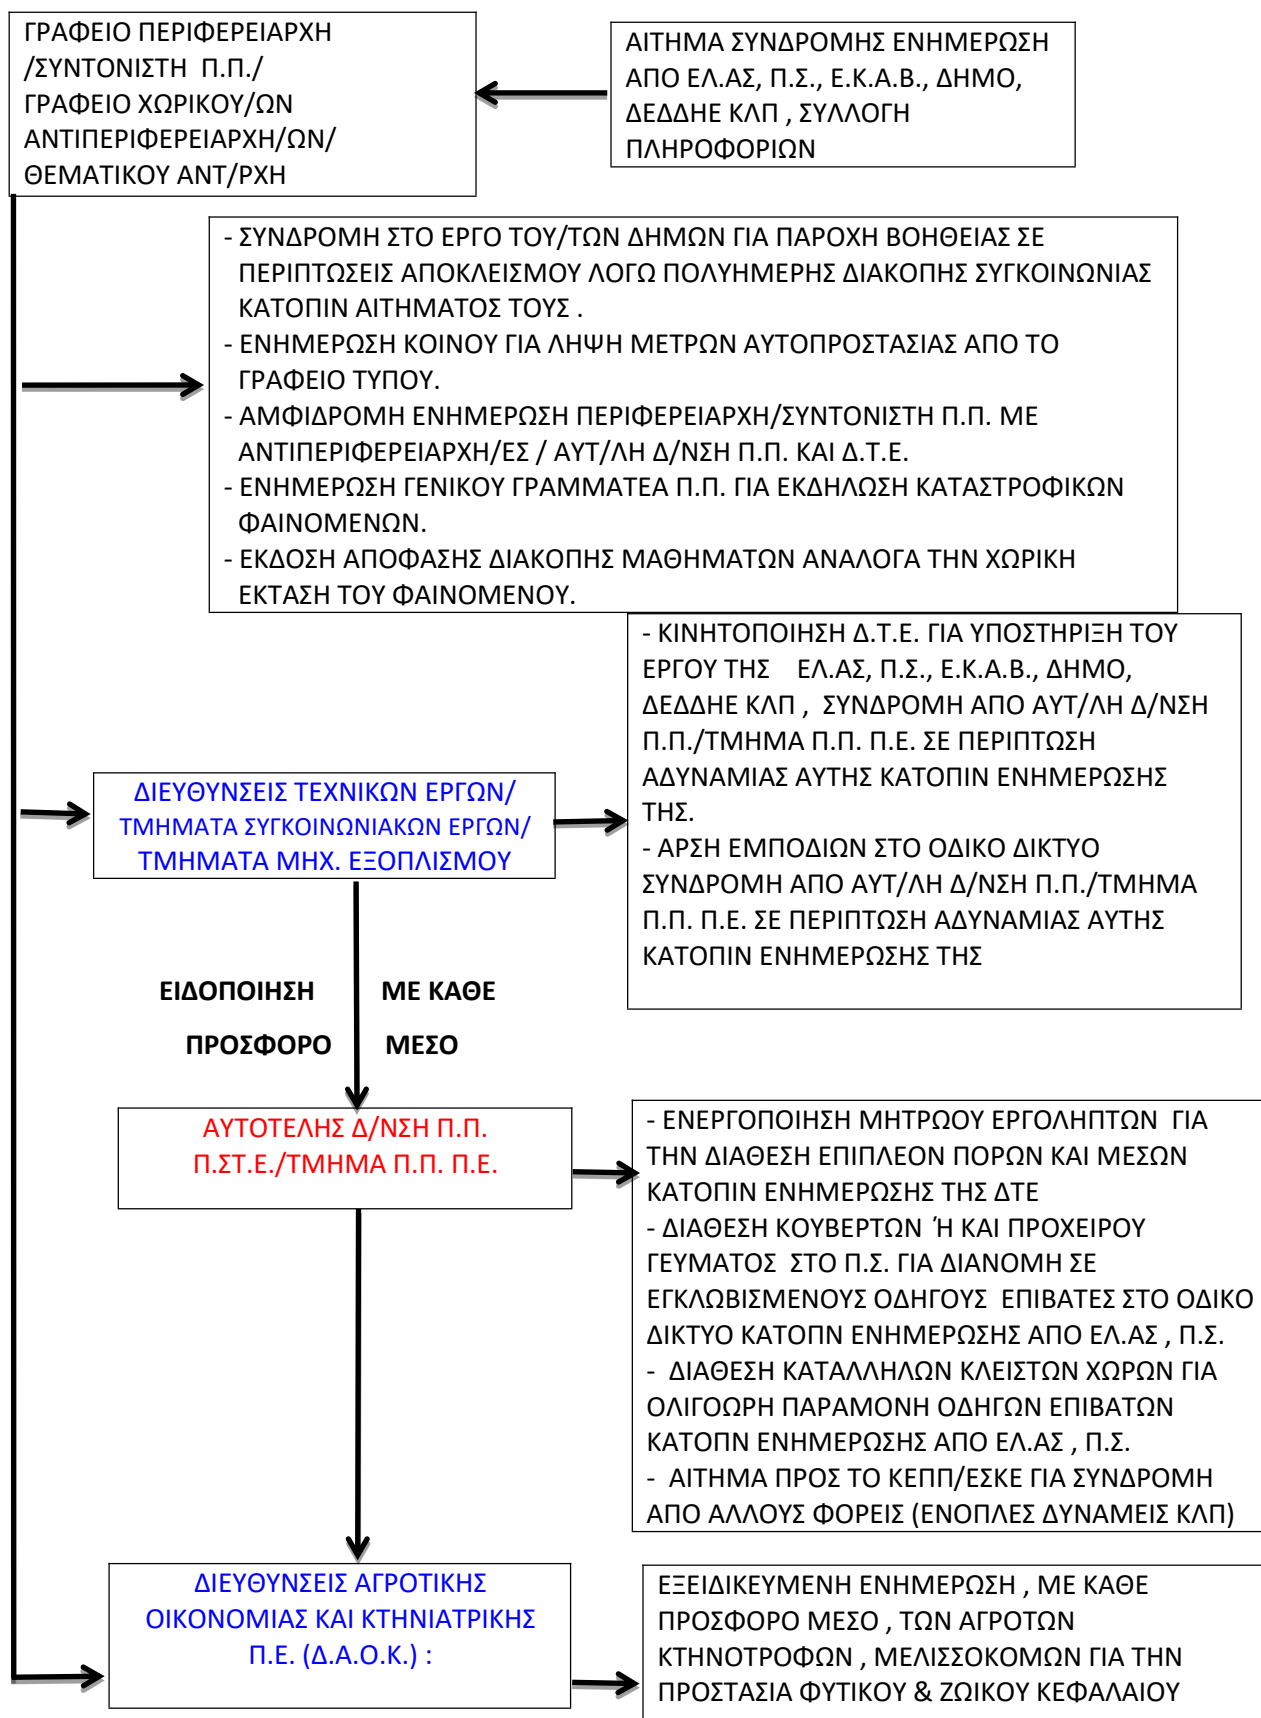 ΓΡΑΦΕΙΟ ΠΕΡΙΦΕΡΕΙΑΡΧΗ
/ΣΥΝΤΟΝΙΣΤΗ Π.Π./
ΓΡΑΦΕΙΟ ΧΩΡΙΚΟΥ/ΩΝ
ΑΝΤΙΠΕΡΙΦΕΡΕΙΑΡΧΗ/ΩΝ/
ΘΕΜΑΤΙΚΟΥ ΑΝΤ/ΡΧΗ
ΑΙΤΗΜΑ ΣΥΝΔΡΟΜΗΣ ΕΝΗΜΕΡΩΣΗ
ΑΠΟ ΕΛ.ΑΣ, Π.Σ., Ε.Κ.Α.Β., ΔΗΜΟ,
ΔΕΔΔΗΕ ΚΛΠ , ΣΥΛΛΟΓΗ
ΠΛΗΡΟΦΟΡΙΩΝ
- ΣΥΝΔΡΟΜΗ ΣΤΟ ΕΡΓΟ ΤΟΥ/ΤΩΝ ΔΗΜΩΝ ΓΙΑ ΠΑΡΟΧΗ ΒΟΗΘΕΙΑΣ ΣΕ
ΠΕΡΙΠΤΩΣΕΙΣ ΑΠΟΚΛΕΙΣΜΟΥ ΛΟΓΩ ΠΟΛΥΗΜΕΡΗΣ ΔΙΑΚΟΠΗΣ ΣΥΓΚΟΙΝΩΝΙΑΣ
ΚΑΤΟΠΙΝ ΑΙΤΗΜΑΤΟΣ ΤΟΥΣ .
- ΕΝΗΜΕΡΩΣΗ ΚΟΙΝΟΥ ΓΙΑ ΛΗΨΗ ΜΕΤΡΩΝ ΑΥΤΟΠΡΟΣΤΑΣΙΑΣ ΑΠΟ ΤΟ
ΓΡΑΦΕΙΟ ΤΥΠΟΥ.
- ΑΜΦΙΔΡΟΜΗ ΕΝΗΜΕΡΩΣΗ ΠΕΡΙΦΕΡΕΙΑΡΧΗ/ΣΥΝΤΟΝΙΣΤΗ Π.Π. ΜΕ
ΑΝΤΙΠΕΡΙΦΕΡΕΙΑΡΧΗ/ΕΣ / ΑΥΤ/ΛΗ Δ/ΝΣΗ Π.Π. ΚΑΙ Δ.Τ.Ε.
- ΕΝΗΜΕΡΩΣΗ ΓΕΝΙΚΟΥ ΓΡΑΜΜΑΤΕΑ Π.Π. ΓΙΑ ΕΚΔΗΛΩΣΗ ΚΑΤΑΣΤΡΟΦΙΚΩΝ
ΦΑΙΝΟΜΕΝΩΝ.
- ΕΚΔΟΣΗ ΑΠΟΦΑΣΗΣ ΔΙΑΚΟΠΗΣ ΜΑΘΗΜΑΤΩΝ ΑΝΑΛΟΓΑ ΤΗΝ ΧΩΡΙΚΗ
ΕΚΤΑΣΗ ΤΟΥ ΦΑΙΝΟΜΕΝΟΥ.
ΔΙΕΥΘΥΝΣΕΙΣ ΤΕΧΝΙΚΩΝ ΕΡΓΩΝ/
ΤΜΗΜΑΤΑ ΣΥΓΚΟΙΝΩΝΙΑΚΩΝ ΕΡΓΩΝ/
ΤΜΗΜΑΤΑ ΜΗΧ. ΕΞΟΠΛΙΣΜΟΥ
- ΚΙΝΗΤΟΠΟΙΗΣΗ Δ.Τ.Ε. ΓΙΑ ΥΠΟΣΤΗΡΙΞΗ ΤΟΥ
ΕΡΓΟΥ ΤΗΣ ΕΛ.ΑΣ, Π.Σ., Ε.Κ.Α.Β., ΔΗΜΟ,
ΔΕΔΔΗΕ ΚΛΠ , ΣΥΝΔΡΟΜΗ ΑΠΟ ΑΥΤ/ΛΗ Δ/ΝΣΗ
Π.Π./ΤΜΗΜΑ Π.Π. Π.Ε. ΣΕ ΠΕΡΙΠΤΩΣΗ
ΑΔΥΝΑΜΙΑΣ ΑΥΤΗΣ ΚΑΤΟΠΙΝ ΕΝΗΜΕΡΩΣΗΣ
ΤΗΣ.
- ΑΡΣΗ ΕΜΠΟΔΙΩΝ ΣΤΟ ΟΔΙΚΟ ΔΙΚΤΥΟ
ΣΥΝΔΡΟΜΗ ΑΠΟ ΑΥΤ/ΛΗ Δ/ΝΣΗ Π.Π./ΤΜΗΜΑ
Π.Π. Π.Ε. ΣΕ ΠΕΡΙΠΤΩΣΗ ΑΔΥΝΑΜΙΑΣ ΑΥΤΗΣ
ΚΑΤΟΠΙΝ ΕΝΗΜΕΡΩΣΗΣ ΤΗΣ
ΕΙΔΟΠΟΙΗΣΗ ΜΕ ΚΑΘΕ
ΠΡΟΣΦΟΡΟ ΜΕΣΟ
ΑΥΤΟΤΕΛΗΣ Δ/ΝΣΗ Π.Π.
Π.ΣΤ.Ε./ΤΜΗΜΑ Π.Π. Π.Ε.
- ΕΝΕΡΓΟΠΟΙΗΣΗ ΜΗΤΡΩΟΥ ΕΡΓΟΛΗΠΤΩΝ ΓΙΑ
ΤΗΝ ΔΙΑΘΕΣΗ ΕΠΙΠΛΕΟΝ ΠΟΡΩΝ ΚΑΙ ΜΕΣΩΝ
ΚΑΤΟΠΙΝ ΕΝΗΜΕΡΩΣΗΣ ΤΗΣ ΔΤΕ
- ΔΙΑΘΕΣΗ ΚΟΥΒΕΡΤΩΝ Ή ΚΑΙ ΠΡΟΧΕΙΡΟΥ
ΓΕΥΜΑΤΟΣ ΣΤΟ Π.Σ. ΓΙΑ ΔΙΑΝΟΜΗ ΣΕ
ΕΓΚΛΩΒΙΣΜΕΝΟΥΣ ΟΔΗΓΟΥΣ ΕΠΙΒΑΤΕΣ ΣΤΟ ΟΔΙΚΟ
ΔΙΚΤΥΟ ΚΑΤΟΠΝ ΕΝΗΜΕΡΩΣΗΣ ΑΠΟ ΕΛ.ΑΣ , Π.Σ.
- ΔΙΑΘΕΣΗ ΚΑΤΑΛΛΗΛΩΝ ΚΛΕΙΣΤΩΝ ΧΩΡΩΝ ΓΙΑ
ΟΛΙΓΟΩΡΗ ΠΑΡΑΜΟΝΗ ΟΔΗΓΩΝ ΕΠΙΒΑΤΩΝ
ΚΑΤΟΠΝ ΕΝΗΜΕΡΩΣΗΣ ΑΠΟ ΕΛ.ΑΣ , Π.Σ.
- ΑΙΤΗΜΑ ΠΡΟΣ ΤΟ ΚΕΠΠ/ΕΣΚΕ ΓΙΑ ΣΥΝΔΡΟΜΗ
ΑΠΟ ΑΛΛΟΥΣ ΦΟΡΕΙΣ (ΕΝΟΠΛΕΣ ΔΥΝΑΜΕΙΣ ΚΛΠ)
ΔΙΕΥΘΥΝΣΕΙΣ ΑΓΡΟΤΙΚΗΣ
ΟΙΚΟΝΟΜΙΑΣ ΚΑΙ ΚΤΗΝΙΑΤΡΙΚΗΣ
Π.Ε. (Δ.Α.Ο.Κ.) :
ΕΞΕΙΔΙΚΕΥΜΕΝΗ ΕΝΗΜΕΡΩΣΗ , ΜΕ ΚΑΘΕ
ΠΡΟΣΦΟΡΟ ΜΕΣΟ , ΤΩΝ ΑΓΡΟΤΩΝ
ΚΤΗΝΟΤΡΟΦΩΝ , ΜΕΛΙΣΣΟΚΟΜΩΝ ΓΙΑ ΤΗΝ
ΠΡΟΣΤΑΣΙΑ ΦΥΤΙΚΟΥ & ΖΩΙΚΟΥ ΚΕΦΑΛΑΙΟΥ